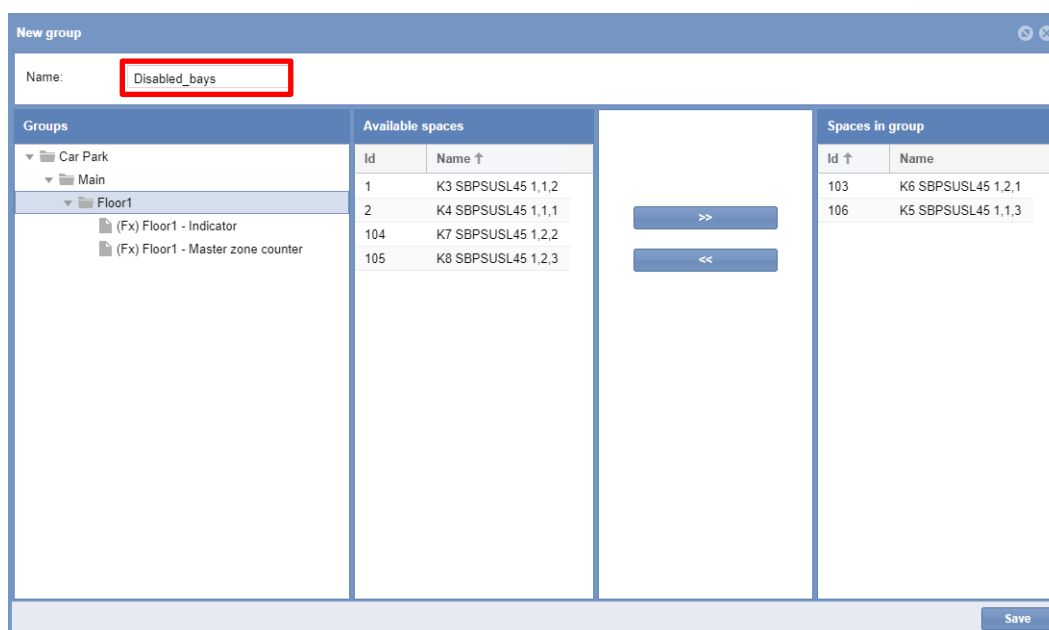 New group
Name: Disabled_bays
Groups
Car Park
Main
Floor1
(Fx) Floor1 - Indicator
(Fx) Floor1 - Master zone counter
Available spaces
Id Name ↑
1 K3 SBPSUSL45 1,1,2
2 K4 SBPSUSL45 1,1,1
104 K7 SBPSUSL45 1,2,2
105 K8 SBPSUSL45 1,2,3
>>
<<
Spaces in group
Id ↑ Name
103 K6 SBPSUSL45 1,2,1
106 K5 SBPSUSL45 1,1,3
Save